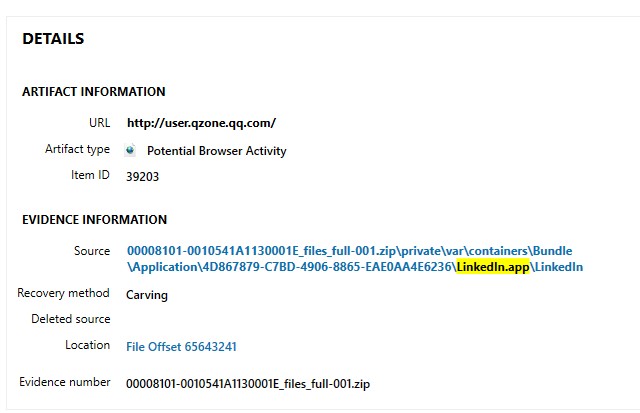 DETAILS
ARTIFACT INFORMATION
URL http://user.qzone.qq.com/
Artifact type Potential Browser Activity
Item ID 39203
EVIDENCE INFORMATION
Source 00008101-0010541A1130001E_files_full-001.zip\private\var\containers\Bundle
\Application\4D867879-C7BD-4906-8865-EAE0AA4E6236\LinkedIn.app\LinkedIn
Recovery method Carving
Deleted source
Location File Offset 65643241
Evidence number 00008101-0010541A1130001E_files_full-001.zip